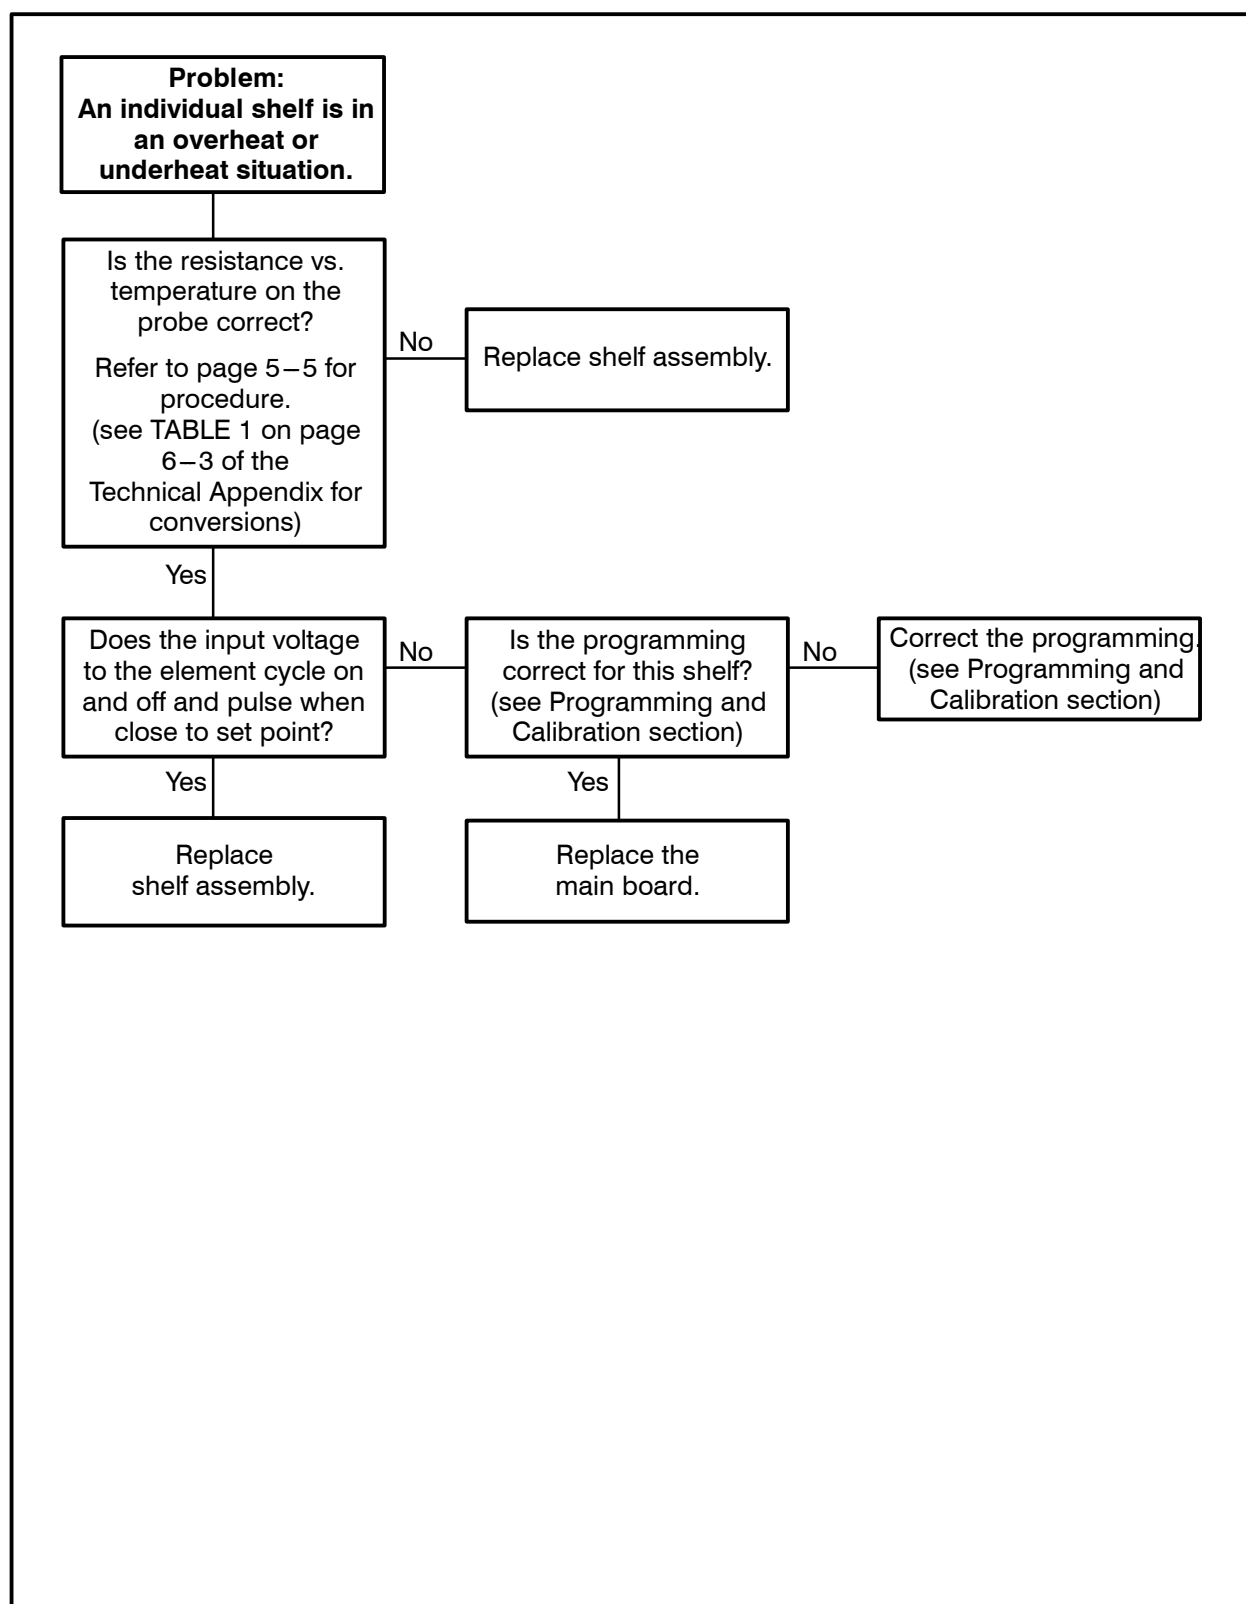 Problem:
An individual shelf is in
an overheat or
underheat situation.
Is the resistance vs.
temperature on the
probe correct?
Refer to page 5–5 for
procedure.
(see TABLE 1 on page
6–3 of the
Technical Appendix for
conversions)
No
Replace shelf assembly.
Yes
Does the input voltage
to the element cycle on
and off and pulse when
close to set point?
No
Is the programming
correct for this shelf?
(see Programming and
Calibration section)
No
Correct the programming.
(see Programming and
Calibration section)
Yes
Replace
shelf assembly.
Yes
Replace the
main board.